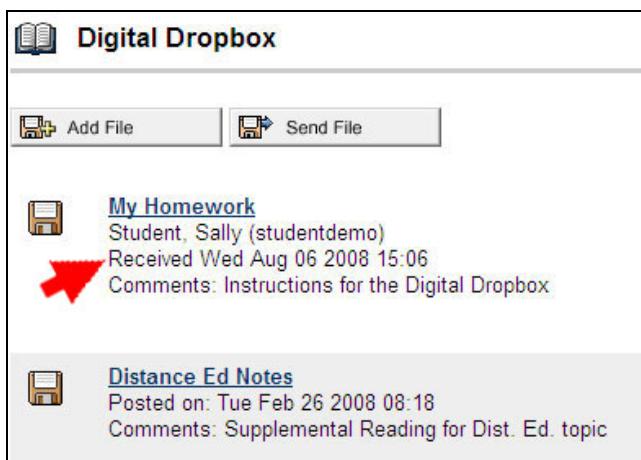 Digital Dropbox
Add File
Send File
My Homework
Student, Sally (studentdemo)
Received Wed Aug 06 2008 15:06
Comments: Instructions for the Digital Dropbox
Distance Ed Notes
Posted on: Tue Feb 26 2008 08:18
Comments: Supplemental Reading for Dist. Ed. topic